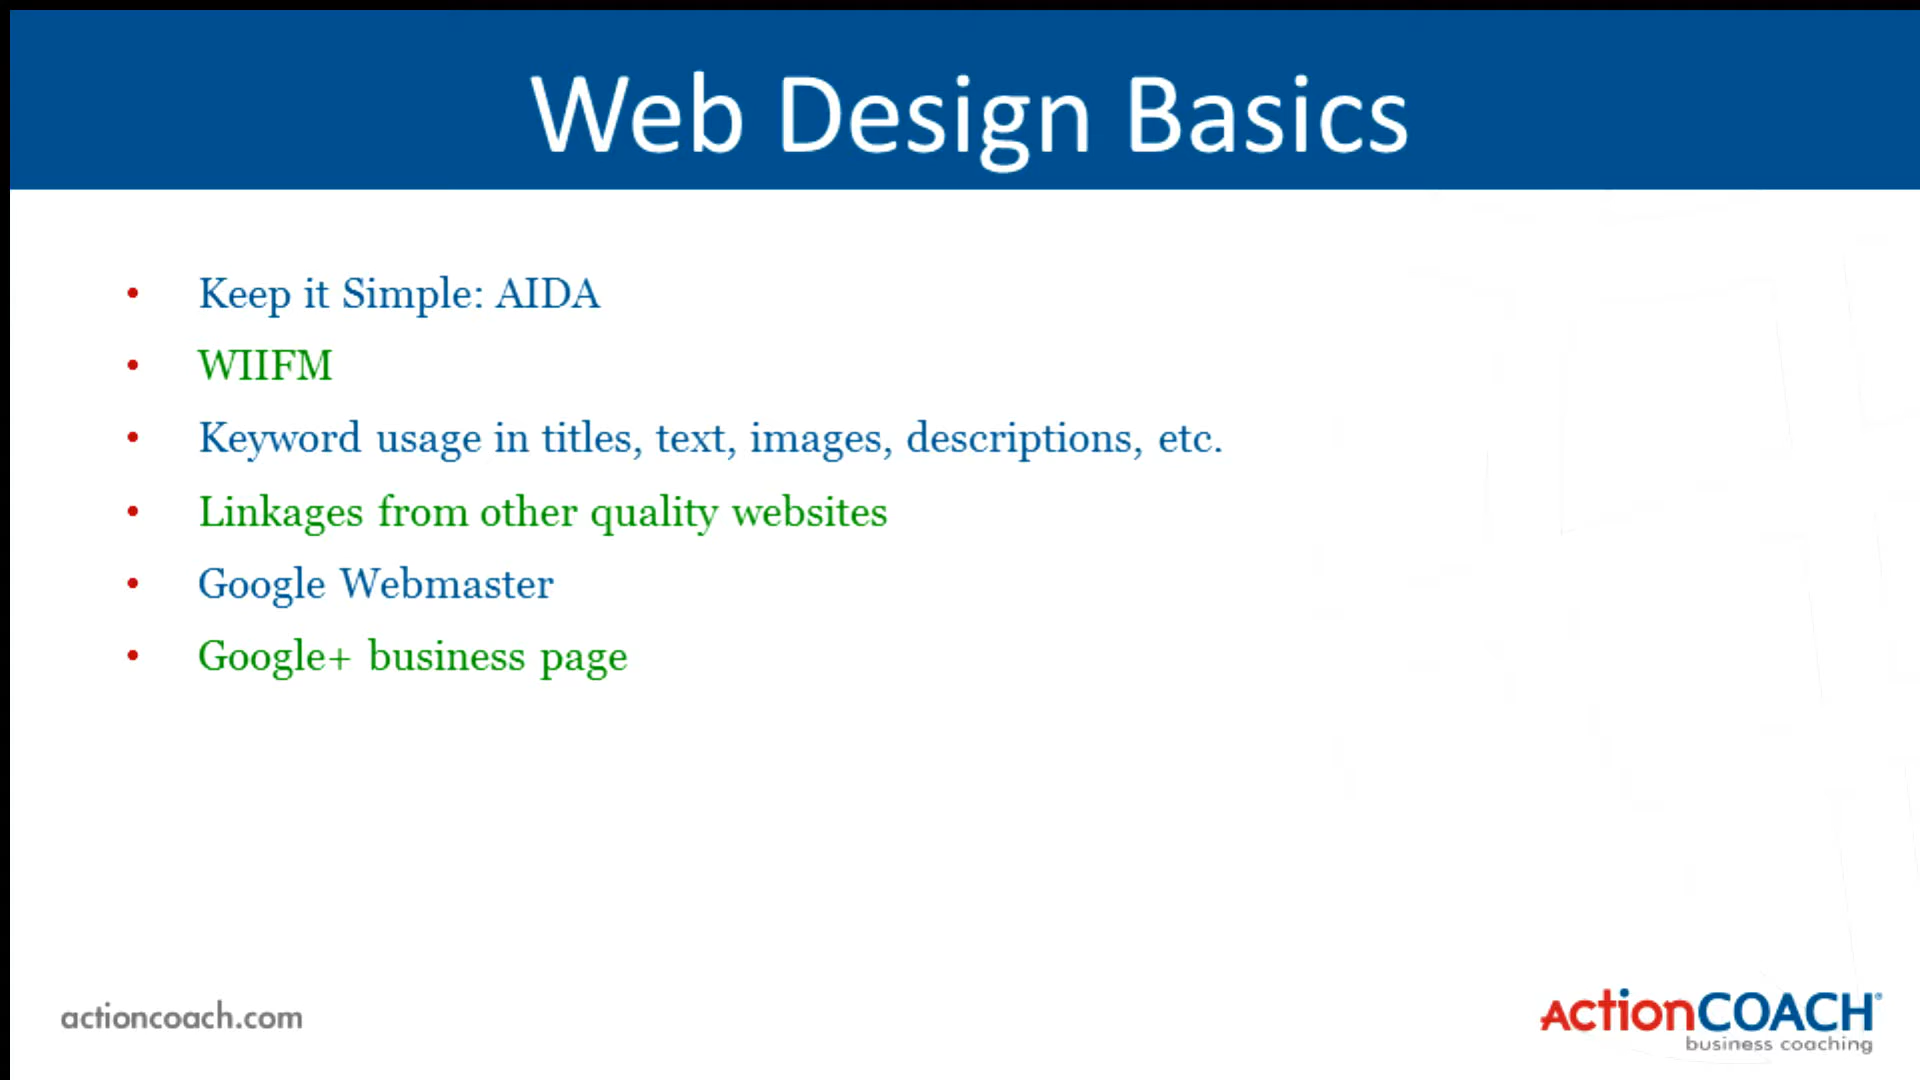 Web Design Basics
• Keep it Simple: AIDA
• WIIFM
• Keyword usage in titles, text, images, descriptions, etc.
• Linkages from other quality websites
• Google Webmaster
• Google+ business page
actioncoach.com
actionCOACH®
business coaching